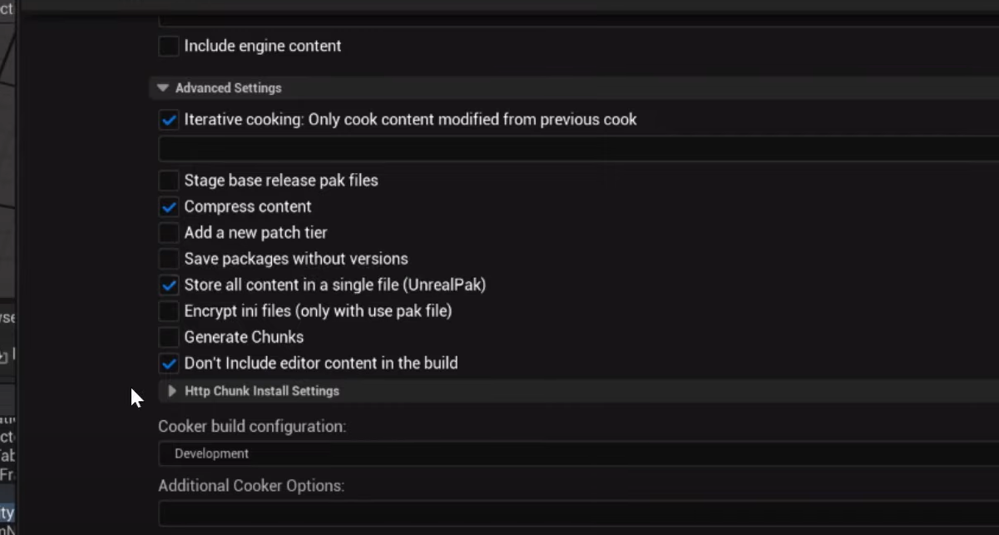 ct
Include engine content
Advanced Settings
Iterative cooking: Only cook content modified from previous cook
Stage base release pak files
Compress content
Add a new patch tier
Save packages without versions
Store all content in a single file (UnrealPak)
Encrypt ini files (only with use pak file)
Generate Chunks
Don't Include editor content in the build
Http Chunk Install Settings
Cooker build configuration:
Development
Additional Cooker Options: